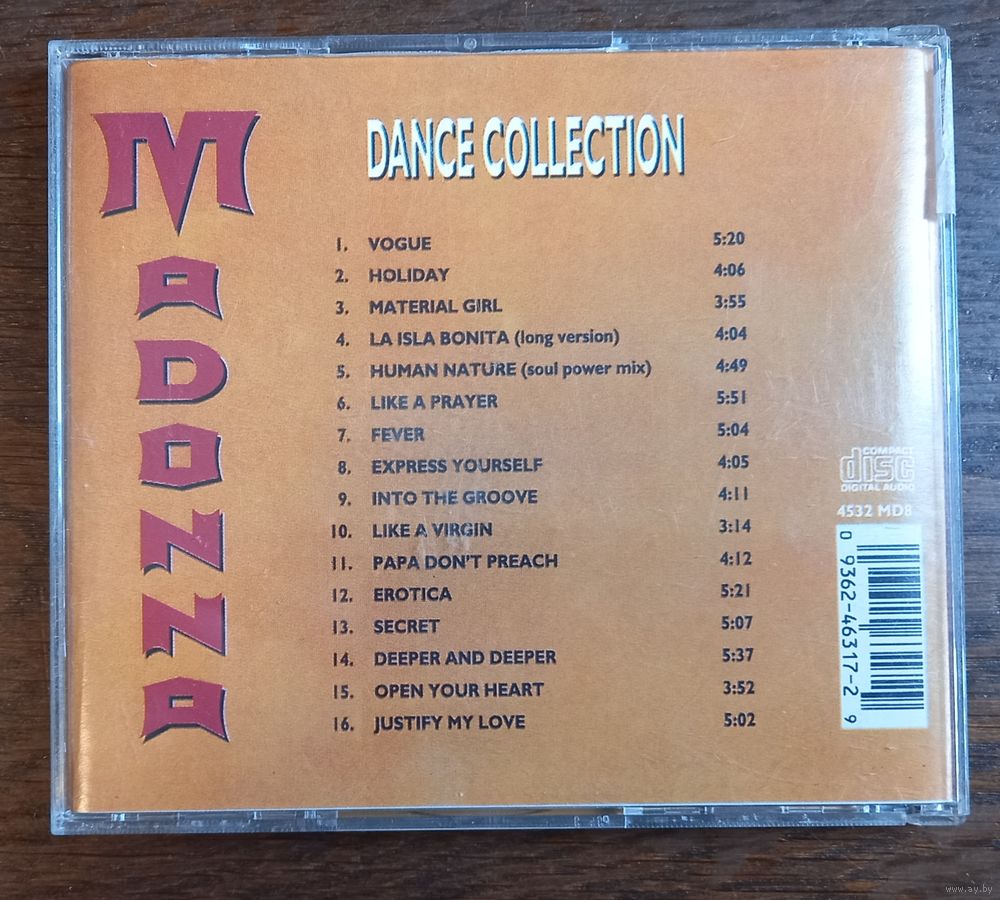 MaDONNa
DANCE COLLECTION
1. VOGUE 5:20
2. HOLIDAY 4:06
3. MATERIAL GIRL 3:55
4. LA ISLA BONITA (long version) 4:04
5. HUMAN NATURE (soul power mix) 4:49
6. LIKE A PRAYER 5:51
7. FEVER 5:04
8. EXPRESS YOURSELF 4:05
9. INTO THE GROOVE 4:11
10. LIKE A VIRGIN 3:14
11. PAPA DON'T PREACH 4:12
12. EROTICA 5:21
13. SECRET 5:07
14. DEEPER AND DEEPER 5:37
15. OPEN YOUR HEART 3:52
16. JUSTIFY MY LOVE 5:02
COMPACT
disc
DIGITAL AUDIO
4532 MD8
0 9362-46317-2 9
www.ay.by